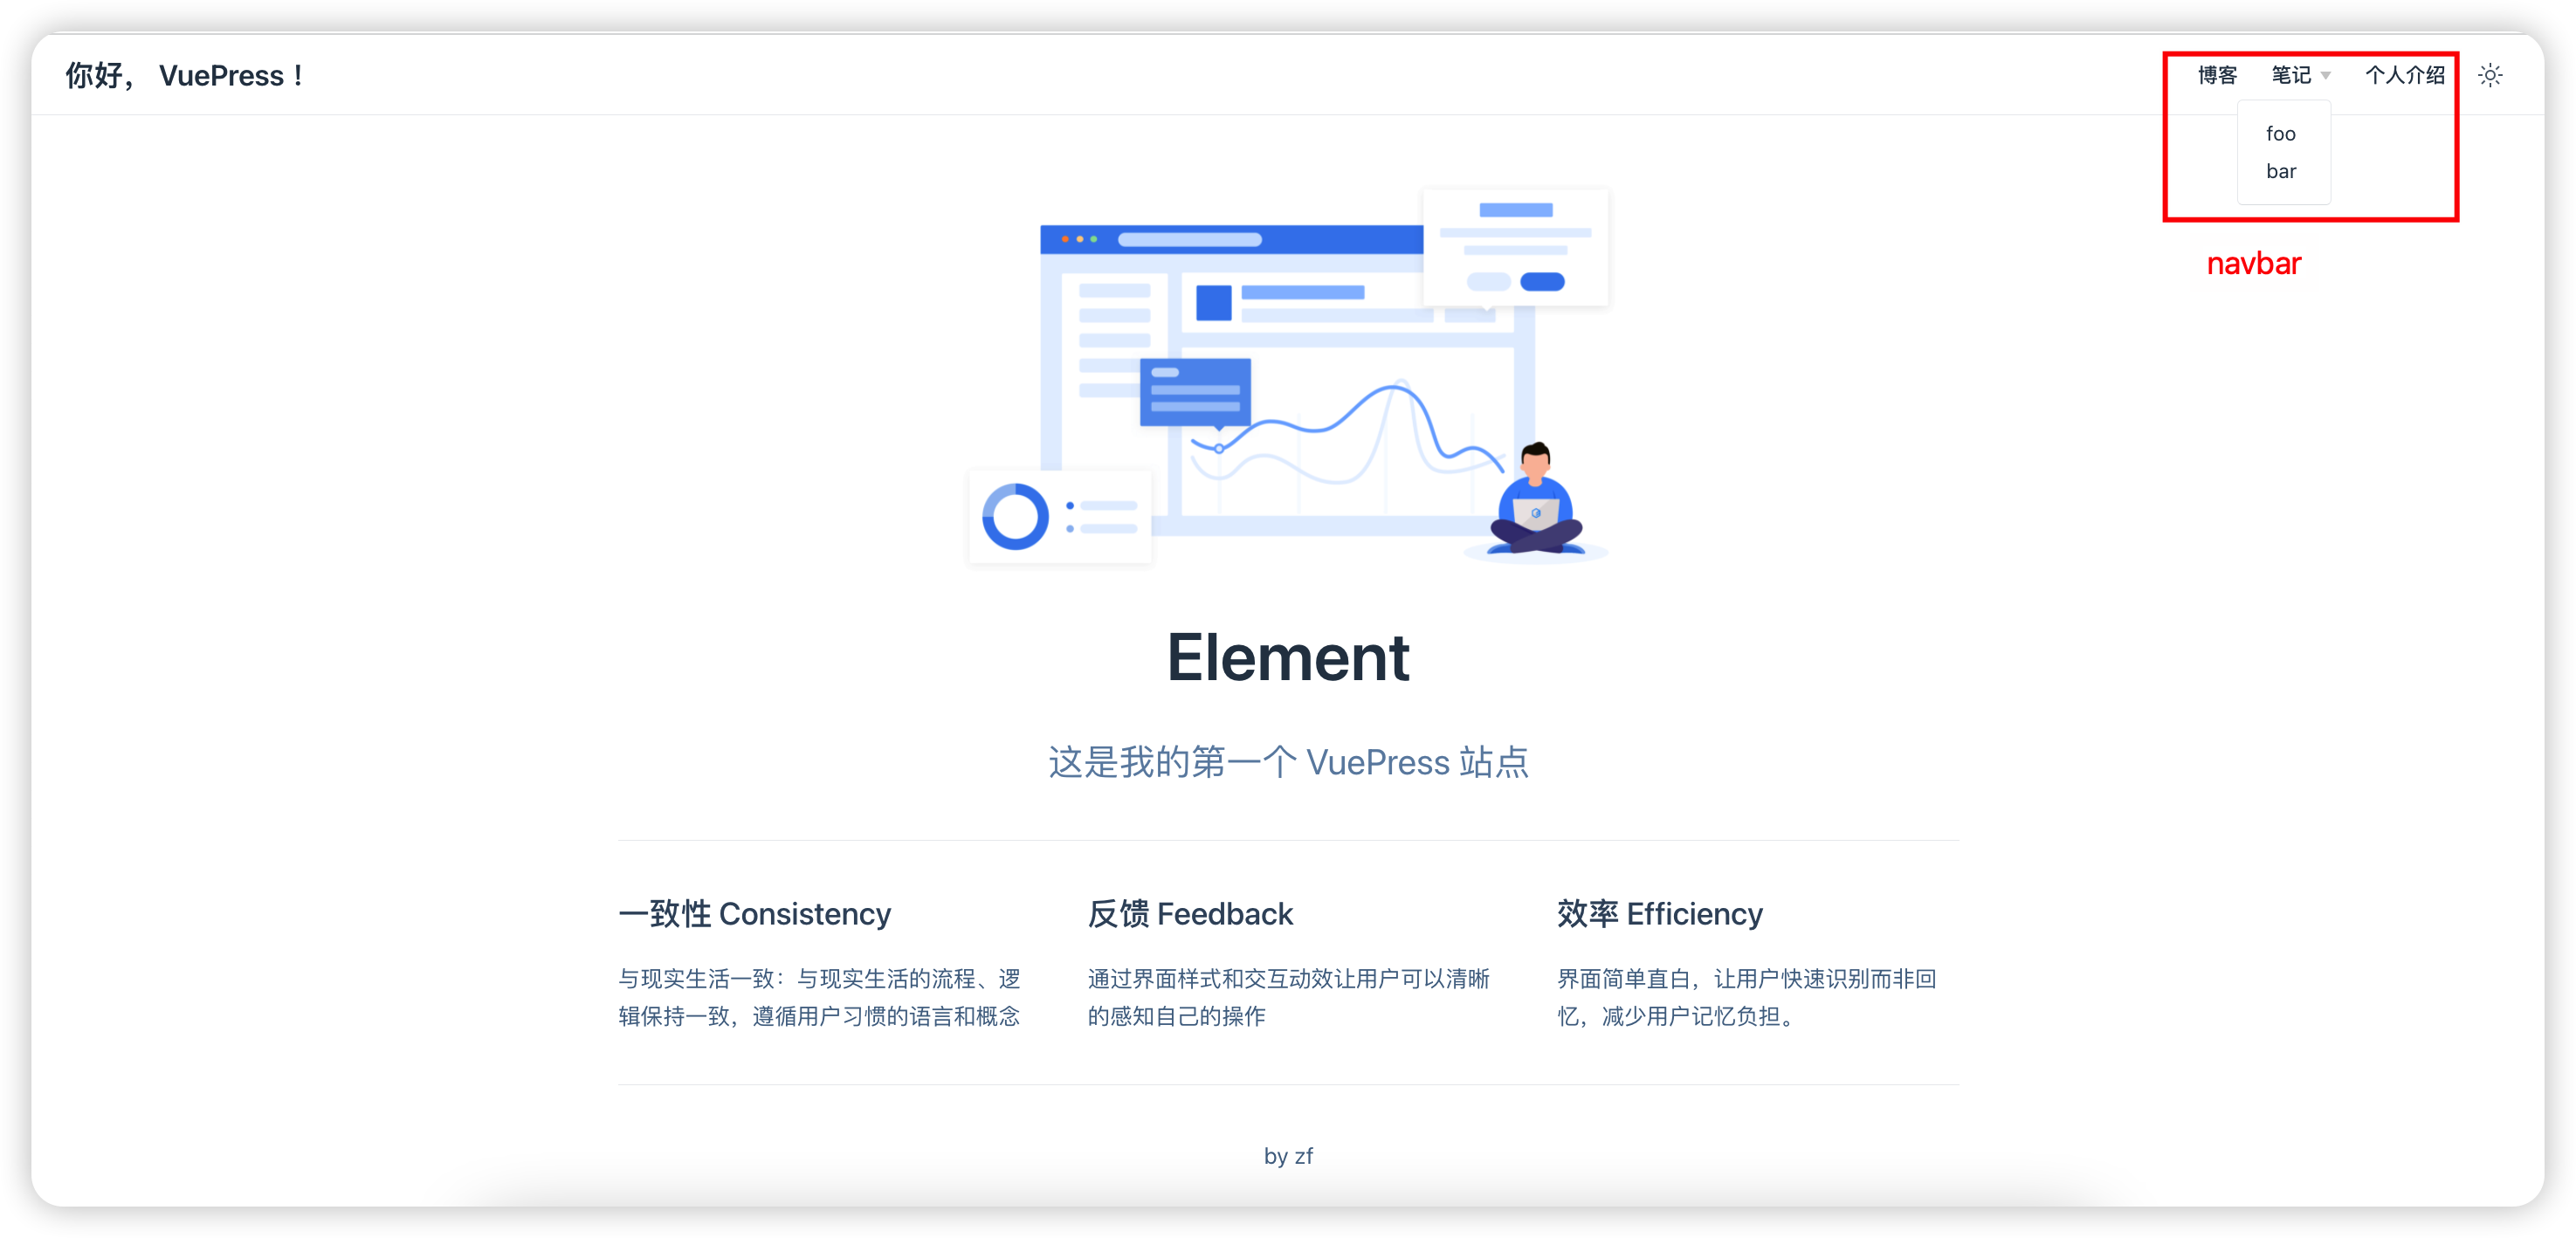 你好， VuePress！
博客 笔记 个人介绍
foo
bar
navbar
Element
这是我的第一个 VuePress 站点
一致性 Consistency
与现实生活一致：与现实生活的流程、逻
辑保持一致，遵循用户习惯的语言和概念
反馈 Feedback
通过界面样式和交互动效让用户可以清晰
的感知自己的操作
效率 Efficiency
界面简单直白，让用户快速识别而非回
忆，减少用户记忆负担。
by zf